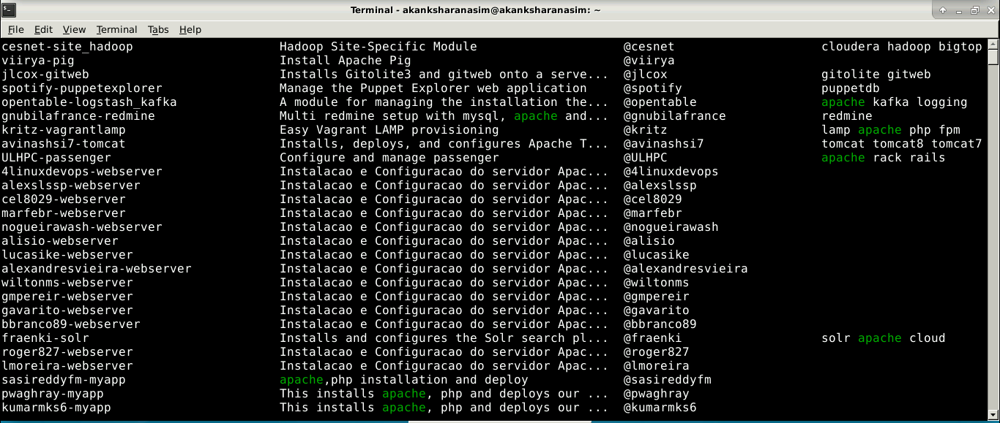 Terminal - akanksharanasim@akanksharanasim: ~
File Edit View Terminal Tabs Help
cesnet-site_hadoop Hadoop Site-Specific Module @cesnet cloudera hadoop bigtop
viirya-pig Install Apache Pig @viirya
jlcox-gitweb Installs Gitolite3 and gitweb onto a serve... @jlcox gitolite gitweb
spotify-puppetexplorer Manage the Puppet Explorer web application @spotify puppetdb
opentable-logstash_kafka A module for managing the installation the... @opentable apache kafka logging
gnubilafrance-redmine Multi redmine setup with mysql, apache and... @gnubilafrance redmine
kritz-vagrantlamp Easy Vagrant LAMP provisioning @kritz lamp apache php fpm
avinashsi7-tomcat Installs, deploys, and configures Apache T... @avinashsi7 tomcat tomcat8 tomcat7
ULHPC-passenger Configure and manage passenger @ULHPC apache rack rails
4linuxdevops-webserver Instalacao e Configuracao do servidor Apac... @4linuxdevops
alexslssp-webserver Instalacao e Configuracao do servidor Apac... @alexslssp
cel8029-webserver Instalacao e Configuracao do servidor Apac... @cel8029
marfebr-webserver Instalacao e Configuracao do servidor Apac... @marfebr
nogueirawash-webserver Instalacao e Configuracao do servidor Apac... @nogueirawash
alisio-webserver Instalacao e Configuracao do servidor Apac... @alisio
lucasike-webserver Instalacao e Configuracao do servidor Apac... @lucasike
alexandresvieira-webserver Instalacao e Configuracao do servidor Apac... @alexandresvieira
wiltonms-webserver Instalacao e Configuracao do servidor Apac... @wiltonms
gmpereir-webserver Instalacao e Configuracao do servidor Apac... @gmpereir
gavarito-webserver Instalacao e Configuracao do servidor Apac... @gavarito
bbranco89-webserver Instalacao e Configuracao do servidor Apac... @bbranco89
fraenki-solr Installs and configures the Solr search pl... @fraenki solr apache cloud
roger827-webserver Instalacao e Configuracao do servidor Apac... @roger827
lmoreira-webserver Instalacao e Configuracao do servidor Apac... @lmoreira
sasireddyfm-myapp apache,php installation and deploy @sasireddyfm
pwaghray-myapp This installs apache, php and deploys our ... @pwaghray
kumarmks6-myapp This installs apache, php and deploys our ... @kumarmks6